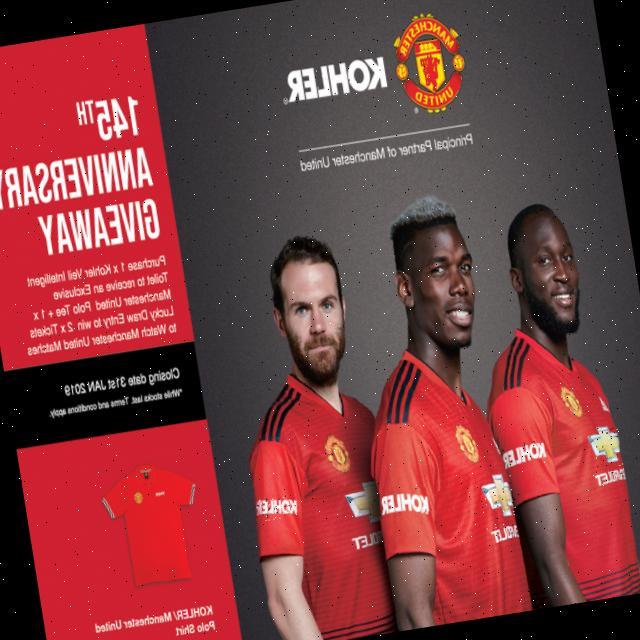 145TH
ANNIVERSARY
GIVEAWAY
Purchase 1 x Kohler Veil Intelligent
Toilet to receive an Exclusive
Manchester United Polo Tee + 1 x
Lucky Draw Entry to win 2 x Tickets
to Watch Manchester United Matches
Closing date 31st JAN 2019
*While stocks last. Terms and conditions apply.
KOHLER/ Manchester United
Polo Shirt
KOHLER®
MANCHESTER
UNITED
Principal Partner of Manchester United
KOHLER
KOHLER
KOHLER